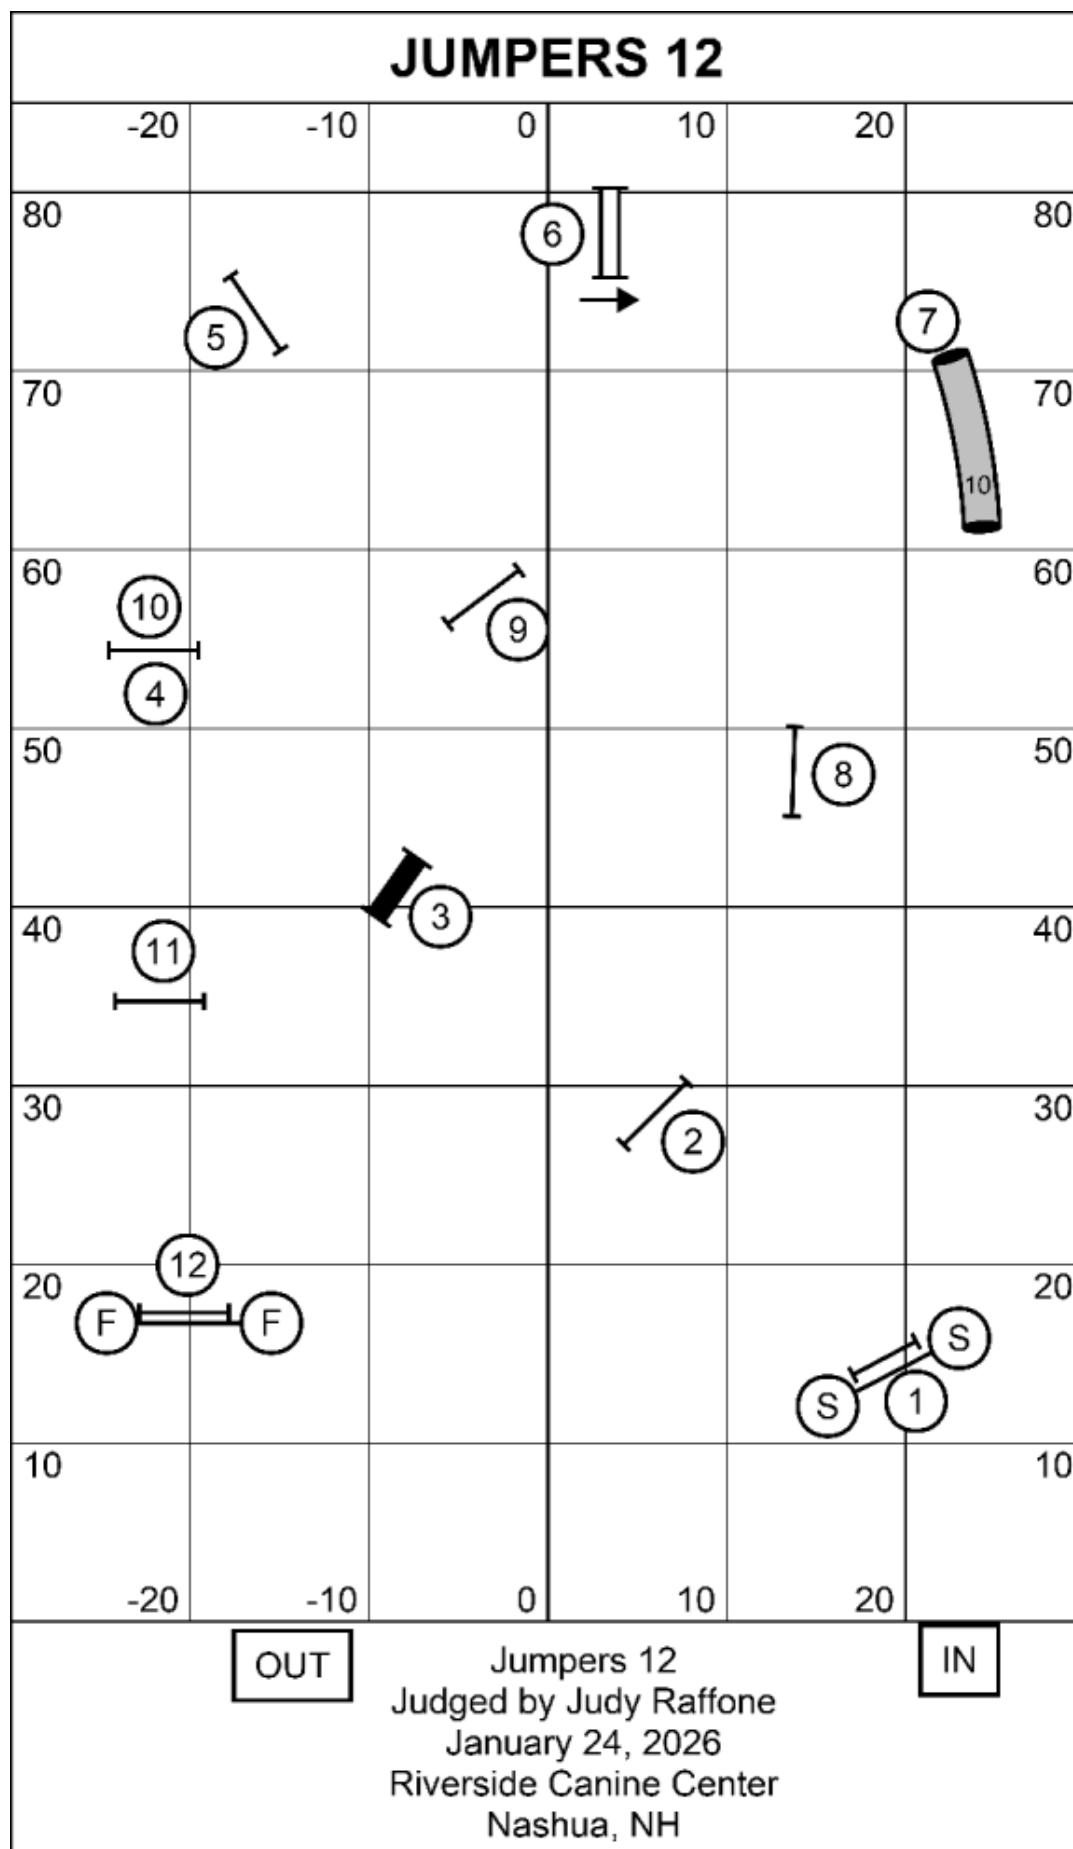 JUMPERS 12
-20 -10 0 10 20
80 6 80
5 7
70 70
10
60 60
10 9
4
50 50
8
3
40 40
11
30 30
2
12
20 20
F F S
S 1
10 10
-20 -10 0 10 20
OUT IN
Jumpers 12
Judged by Judy Raffone
January 24, 2026
Riverside Canine Center
Nashua, NH